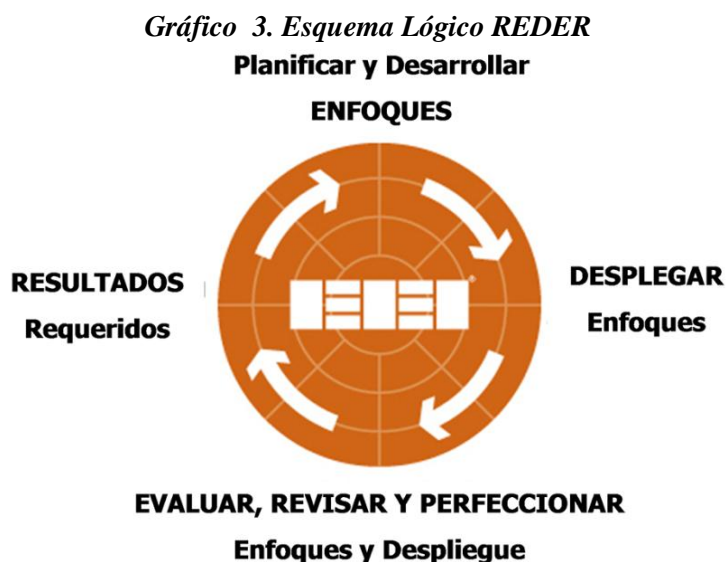 Gráfico 3. Esquema Lógico REDER
Planificar y Desarrollar
ENFOQUES
RESULTADOS
Requeridos
®
DESPLEGAR
Enfoques
EVALUAR, REVISAR Y PERFECCIONAR
Enfoques y Despliegue